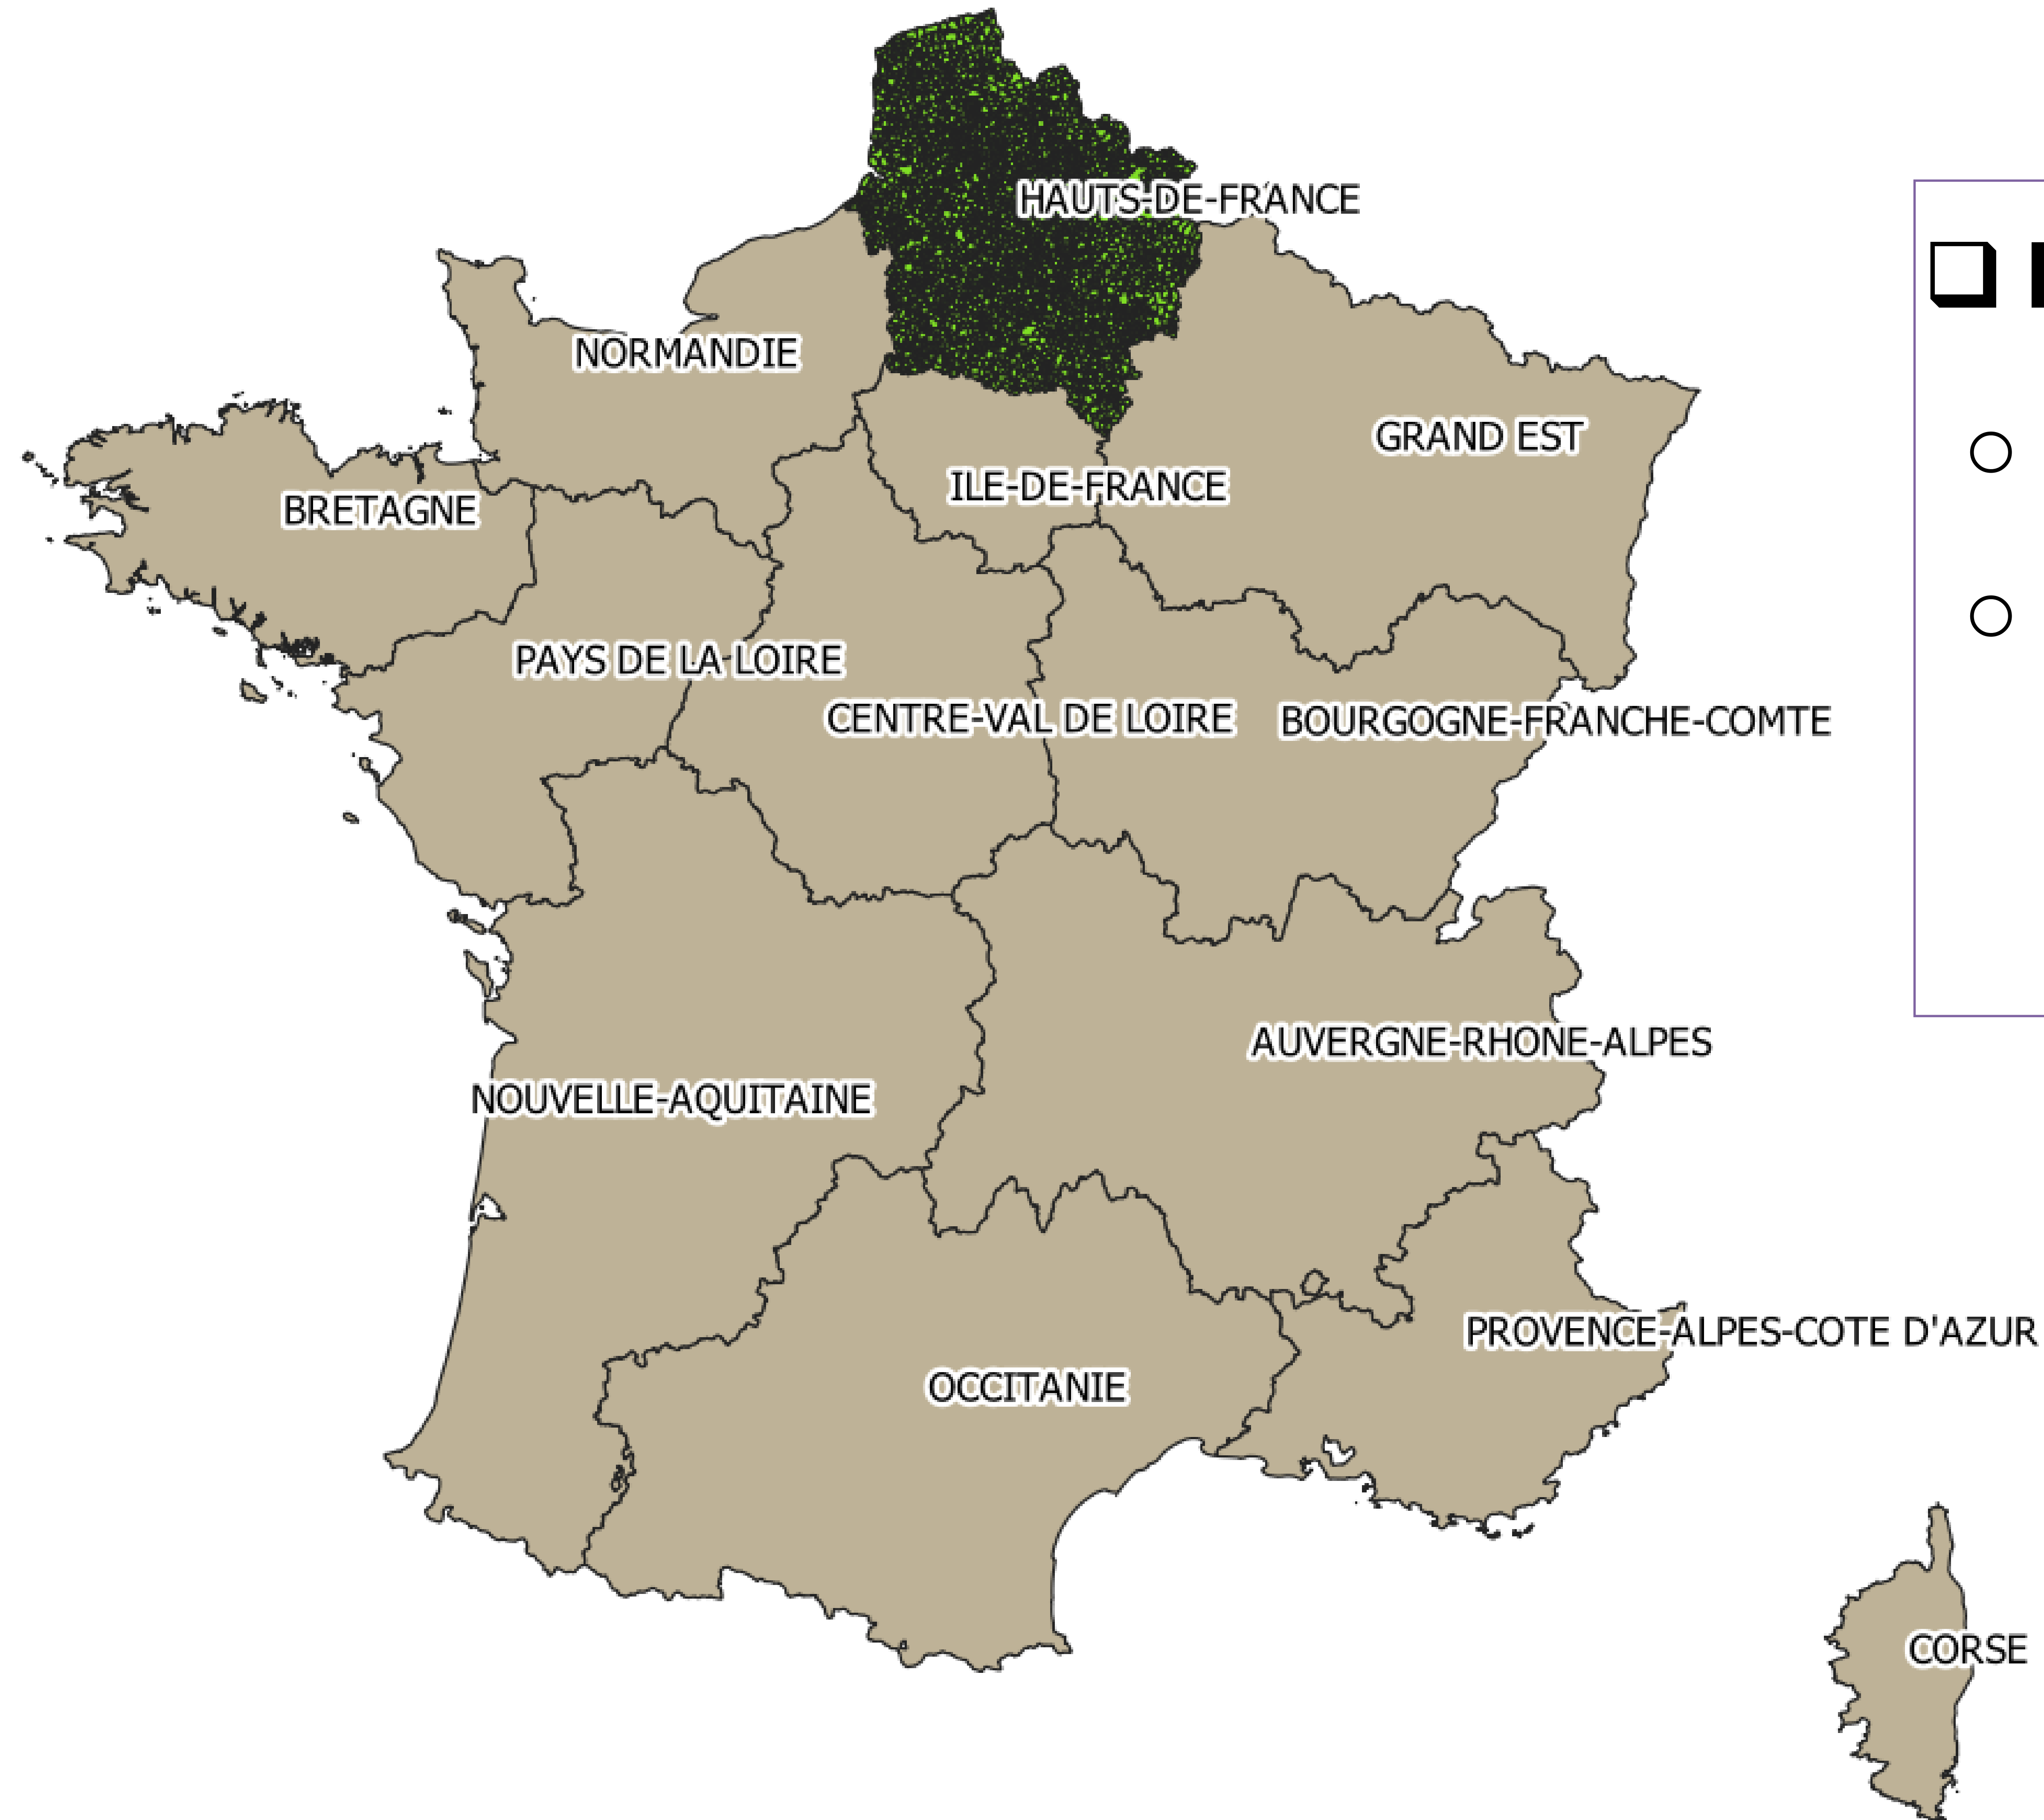 HAUTS-DE-FRANCE
NORMANDIE
GRAND EST
ILE-DE-FRANCE
BRETAGNE
PAYS DE LA LOIRE
CENTRE-VAL DE LOIRE
BOURGOGNE-FRANCHE-COMTE
AUVERGNE-RHONE-ALPES
NOUVELLE-AQUITAINE
PROVENCE-ALPES-COTE D'AZUR
OCCITANIE
CORSE